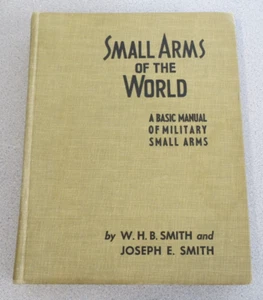 SMALL ARMS
OF THE
WORLD
A BASIC MANUAL
OF MILITARY
SMALL ARMS
by W. H. B. SMITH and
JOSEPH E. SMITH